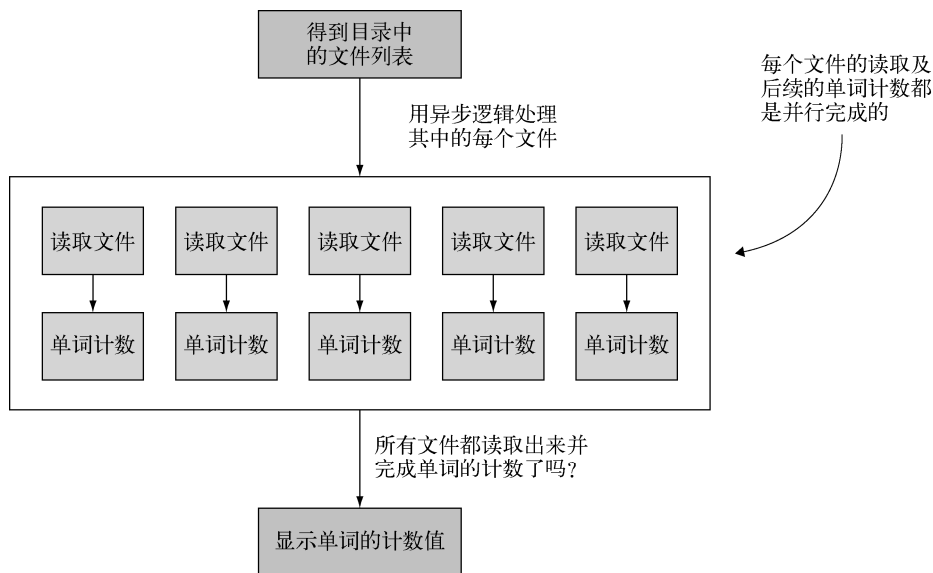 得到目录中
的文件列表
每个文件的读取及
后续的单词计数都
是并行完成的
用异步逻辑处理
其中的每个文件
读取文件 读取文件 读取文件 读取文件 读取文件
单词计数 单词计数 单词计数 单词计数 单词计数
所有文件都读取出来并
完成单词的计数了吗？
显示单词的计数值